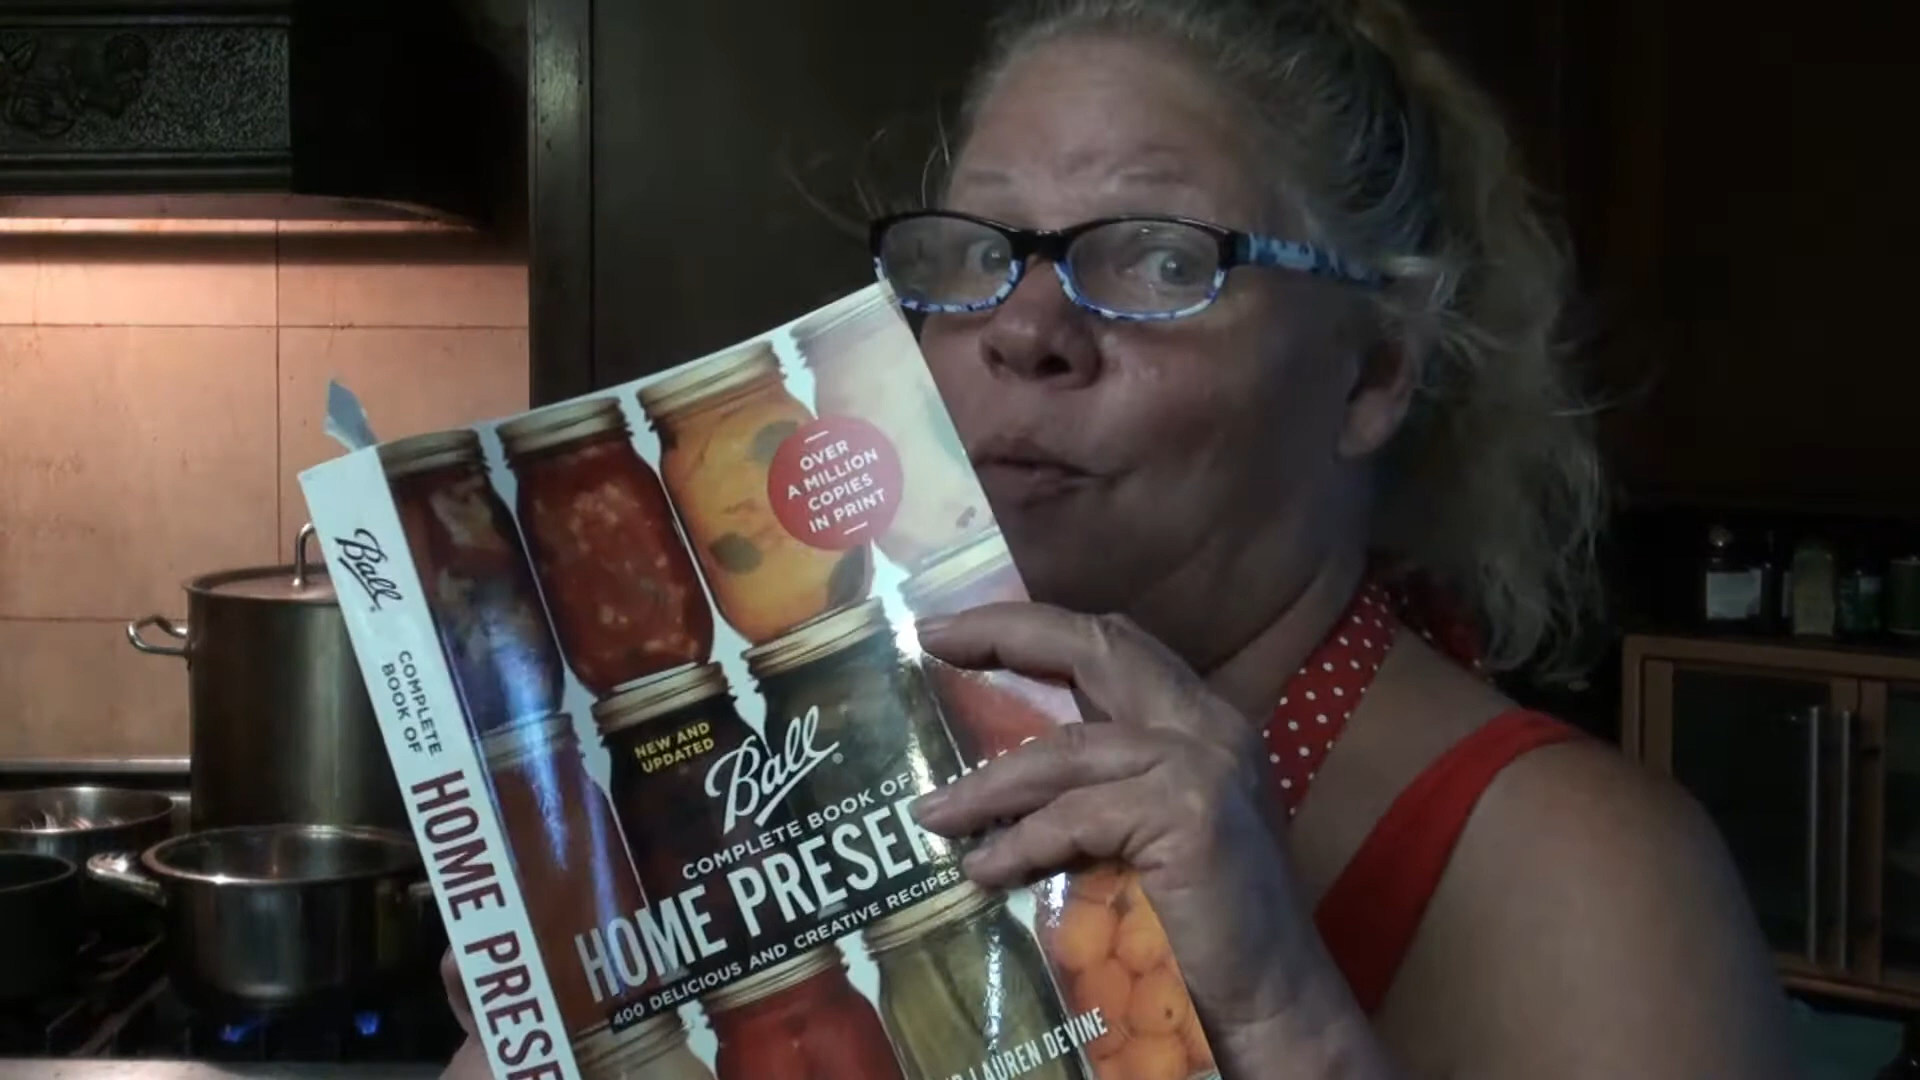 Ball
COMPLETE
BOOK OF
HOME PRESE
OVER
A MILLION
COPIES
IN PRINT
NEW AND
UPDATED
Ball
COMPLETE BOOK OF
HOME PRESER
400 DELICIOUS AND CREATIVE RECIPES
LAUREN DEVINE